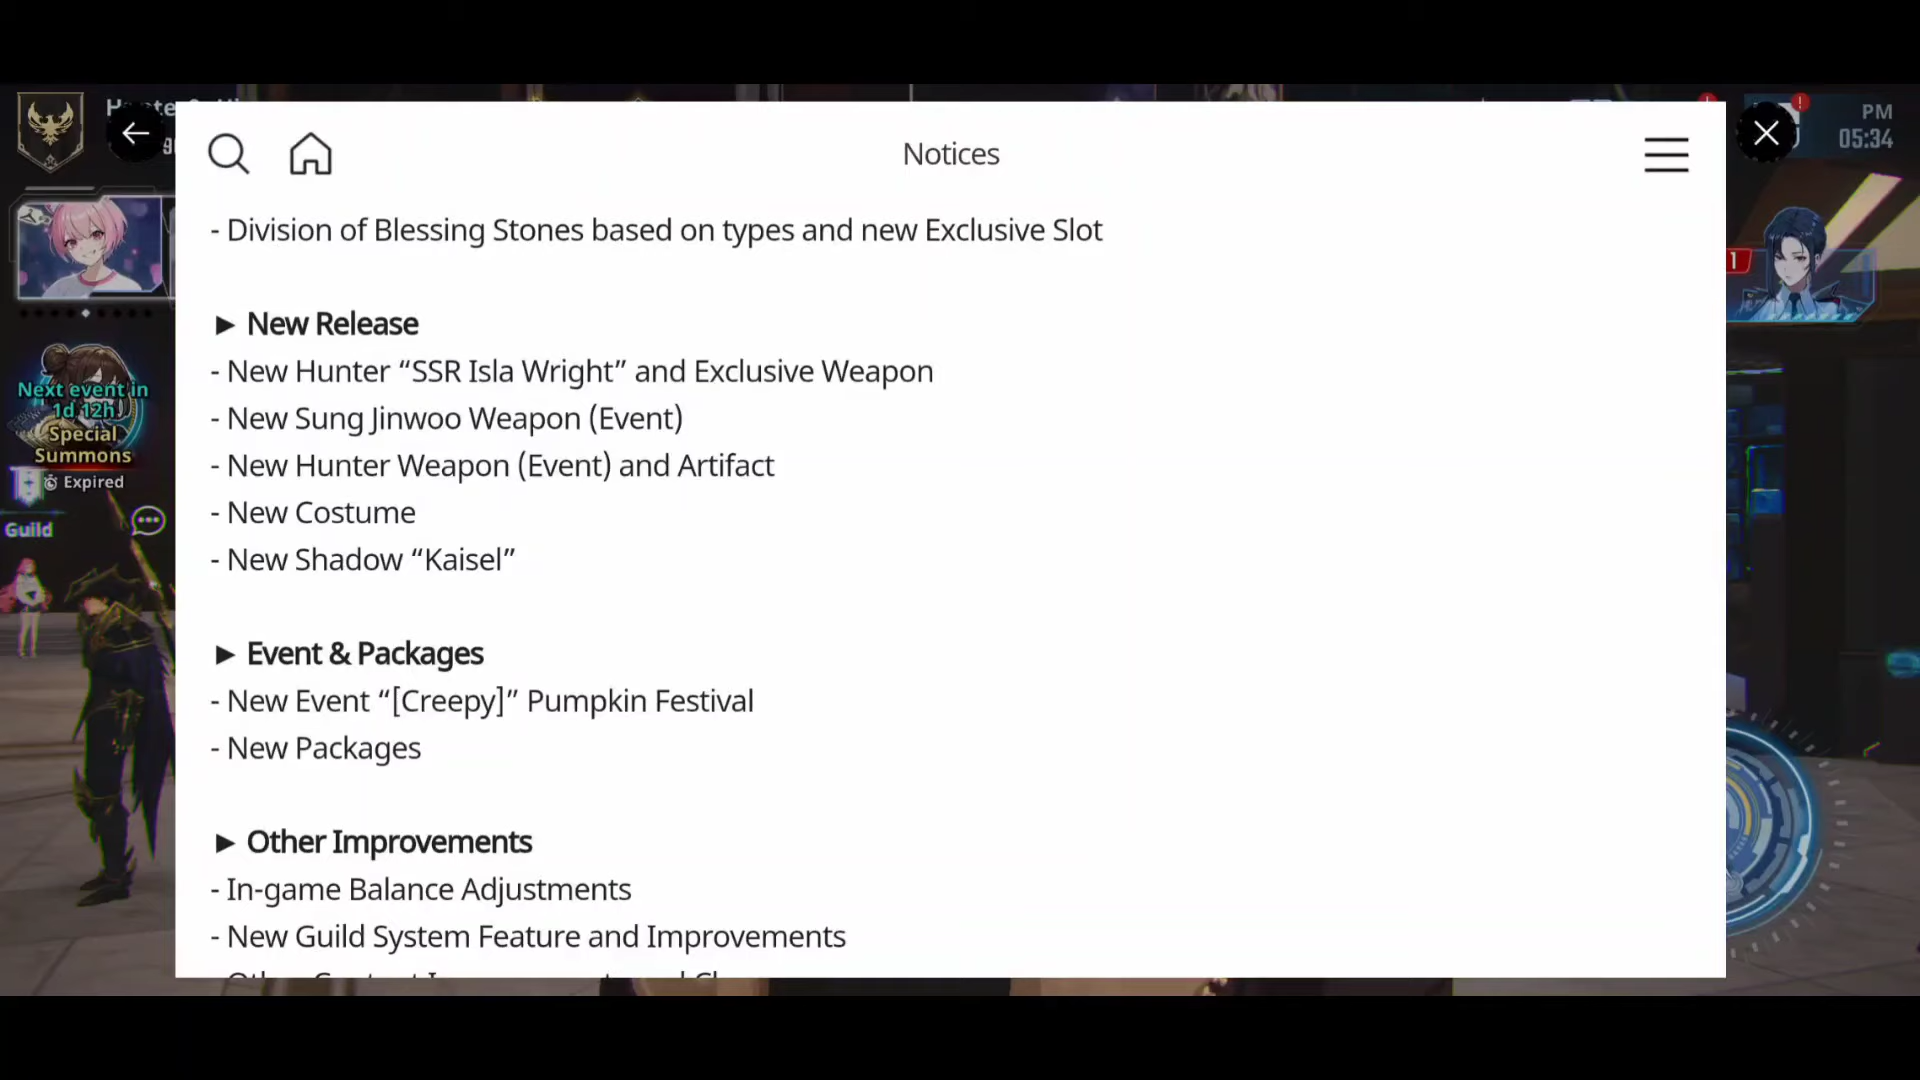 PM
05:34
Notices
- Division of Blessing Stones based on types and new Exclusive Slot
► New Release
- New Hunter “SSR Isla Wright” and Exclusive Weapon
- New Sung Jinwoo Weapon (Event)
- New Hunter Weapon (Event) and Artifact
- New Costume
- New Shadow “Kaisel”
► Event & Packages
- New Event “[Creepy]” Pumpkin Festival
- New Packages
► Other Improvements
- In-game Balance Adjustments
- New Guild System Feature and Improvements
Next event in
1d 12h
Special
Summons
Expired
Guild
1